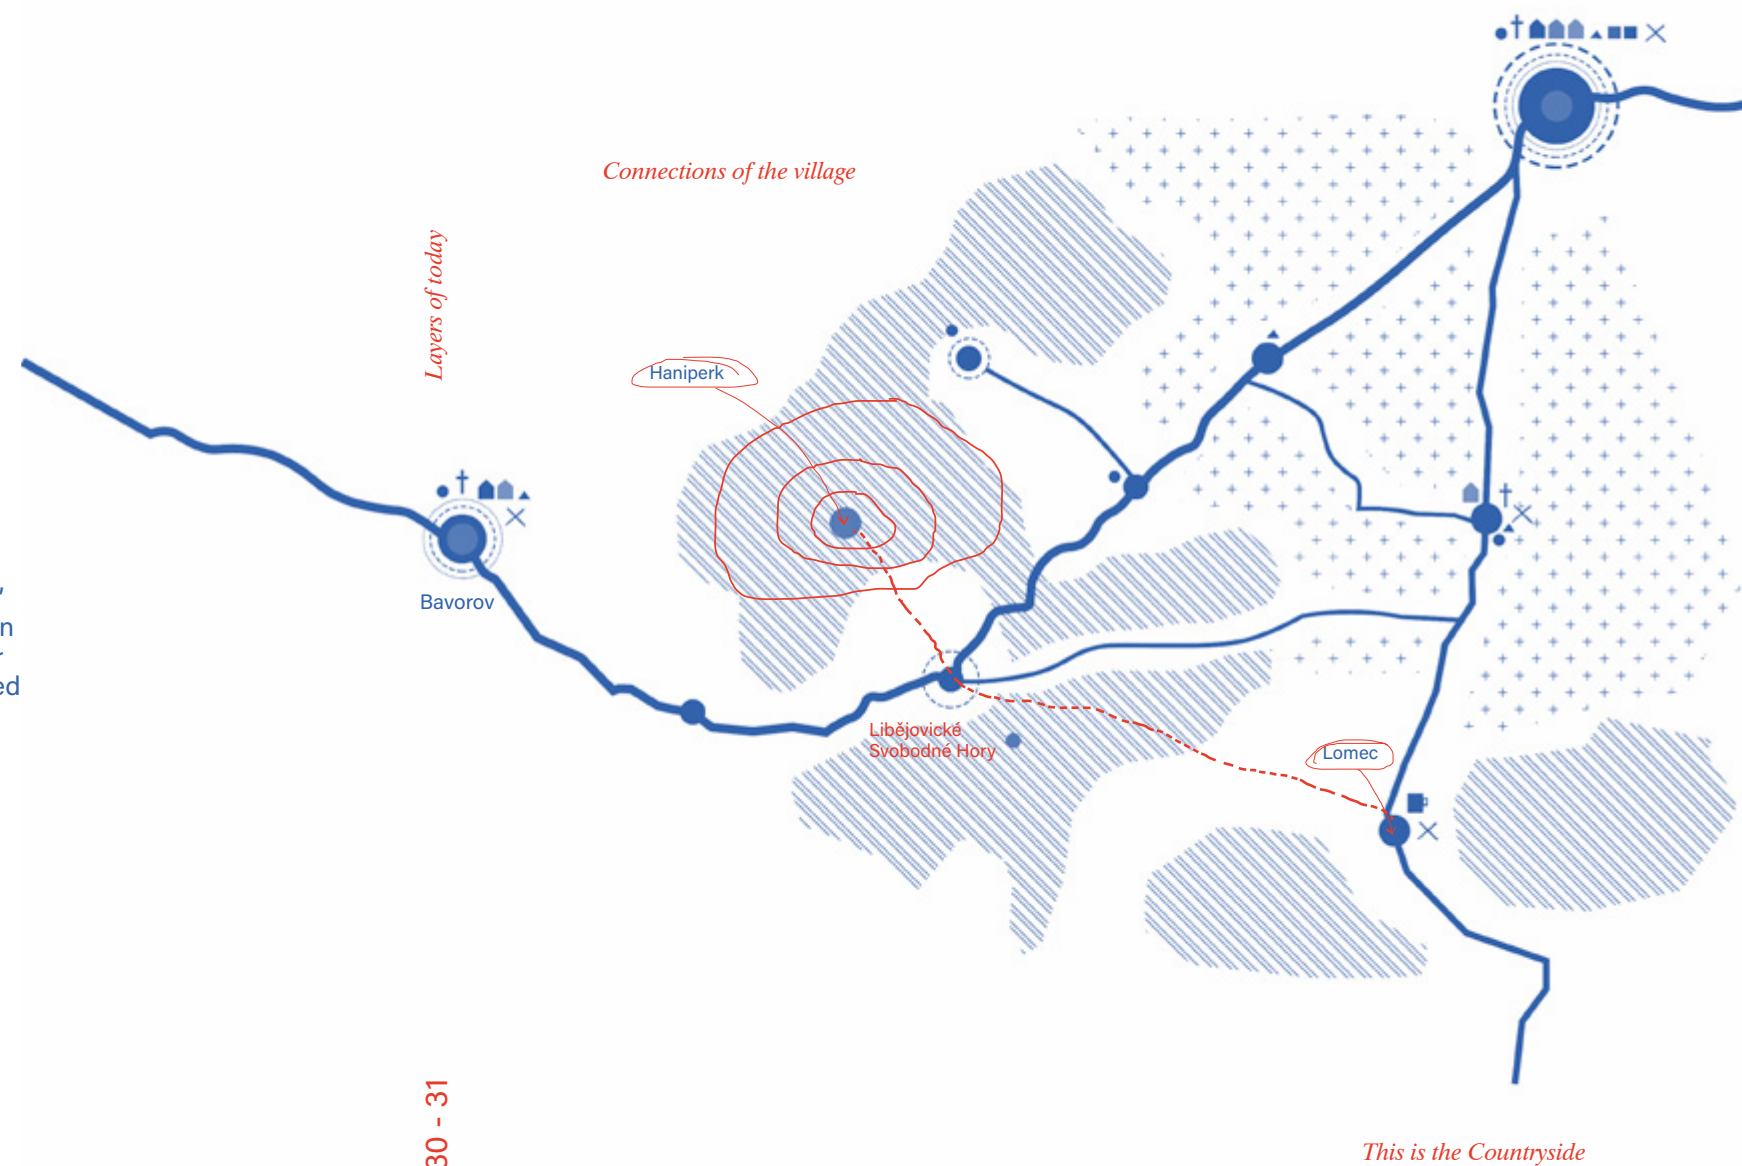 Connections of the village
Layers of today
Haniperk
Bavorov
n
ed
Libějovické
Svobodné Hory
Lomec
30 - 31
This is the Countryside